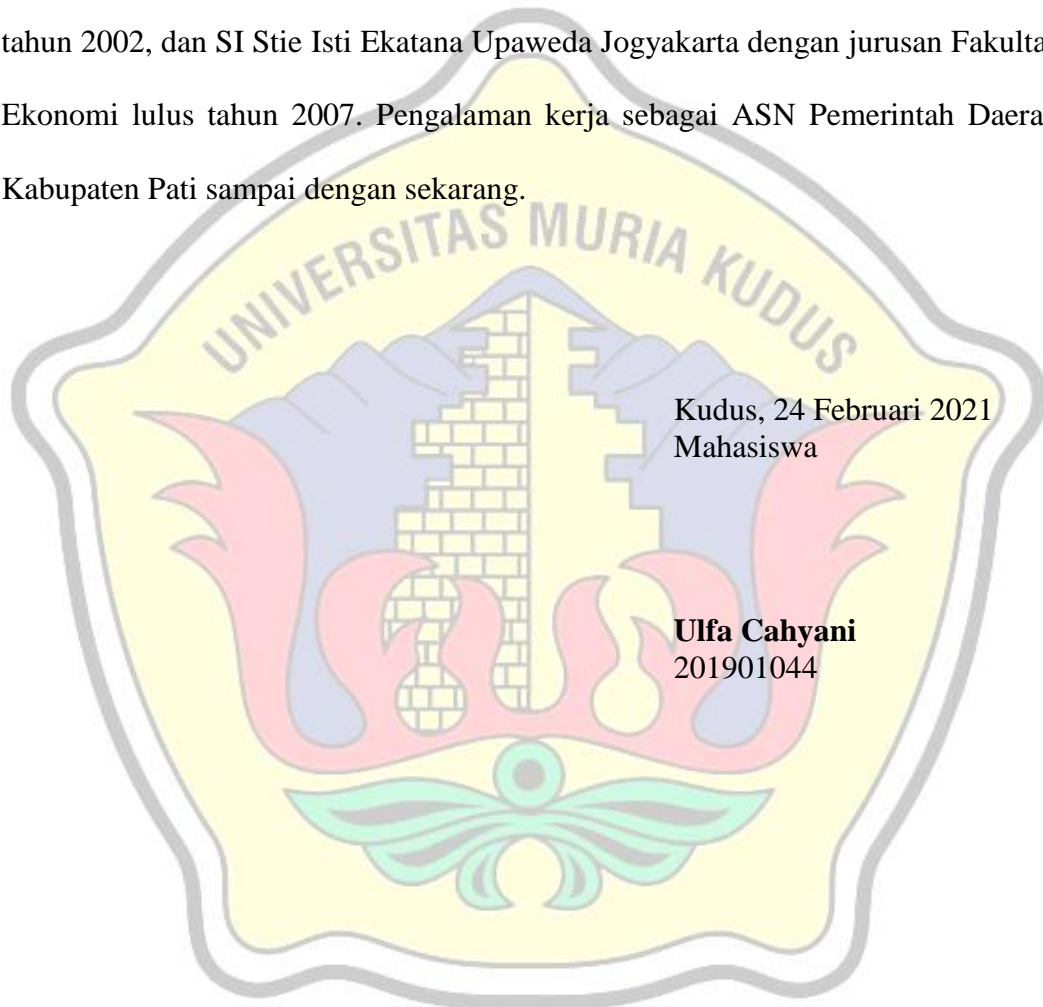 tahun 2002, dan SI Stie Isti Ekatana Upaweda Jogyakarta dengan jurusan Fakulta
Ekonomi lulus tahun 2007. Pengalaman kerja sebagai ASN Pemerintah Daera
Kabupaten Pati sampai dengan sekarang.
UNIVERSITAS MURIA KUDUS
Kudus, 24 Februari 2021
Mahasiswa
Ulfa Cahyani
201901044